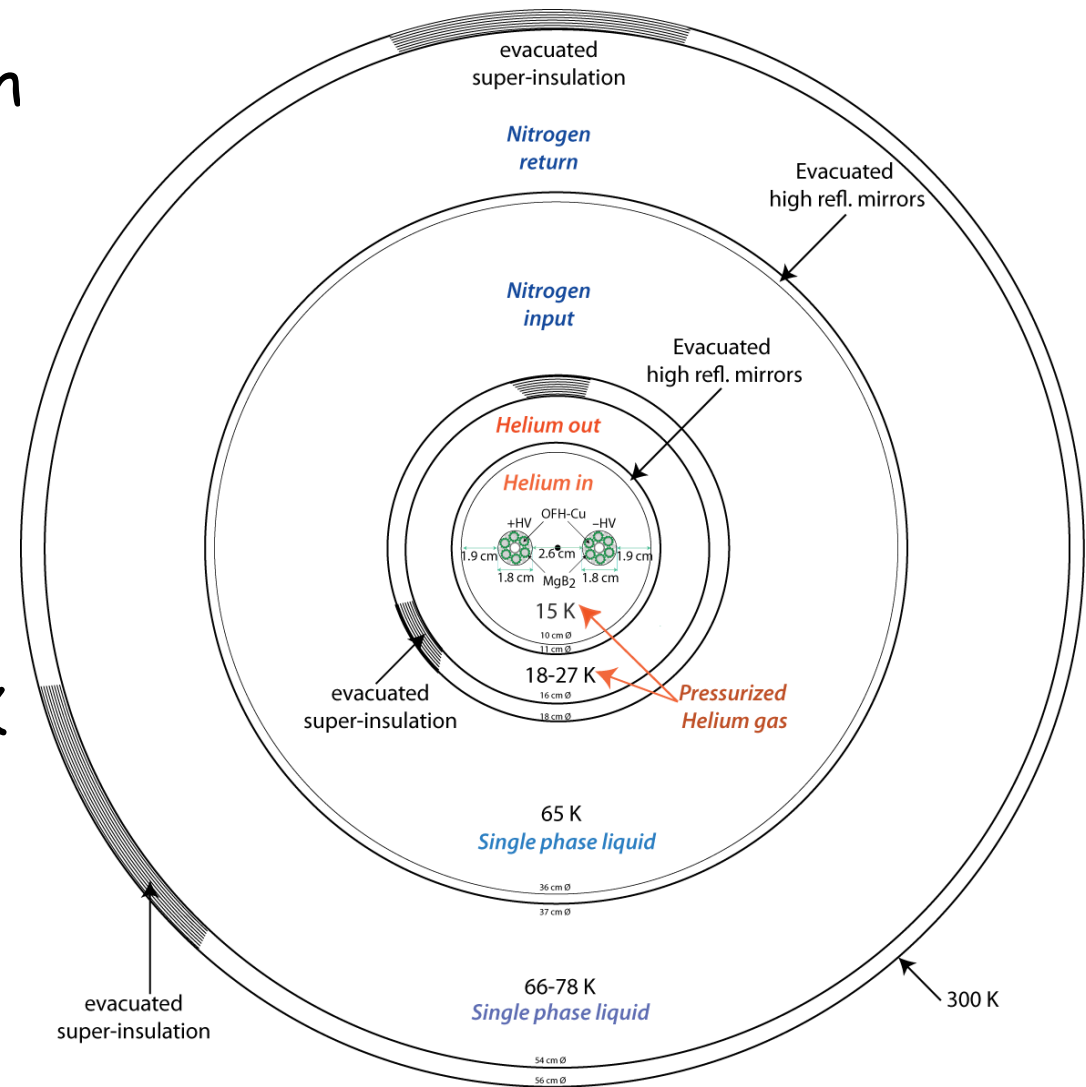 n
evacuated
super-insulation
Nitrogen
return
Evacuated
high refl. mirrors
Nitrogen
input
Evacuated
high refl. mirrors
Helium out
Helium in
OFH-Cu
+HV
–HV
1.9 cm
2.6 cm
1.9 cm
1.8 cm
MgB2
1.8 cm
15 K
10 cm Ø
11 cm Ø
18-27 K
16 cm Ø
18 cm Ø
evacuated
super-insulation
Pressurized
Helium gas
65 K
Single phase liquid
36 cm Ø
37 cm Ø
66-78 K
Single phase liquid
300 K
evacuated
super-insulation
54 cm Ø
56 cm Ø